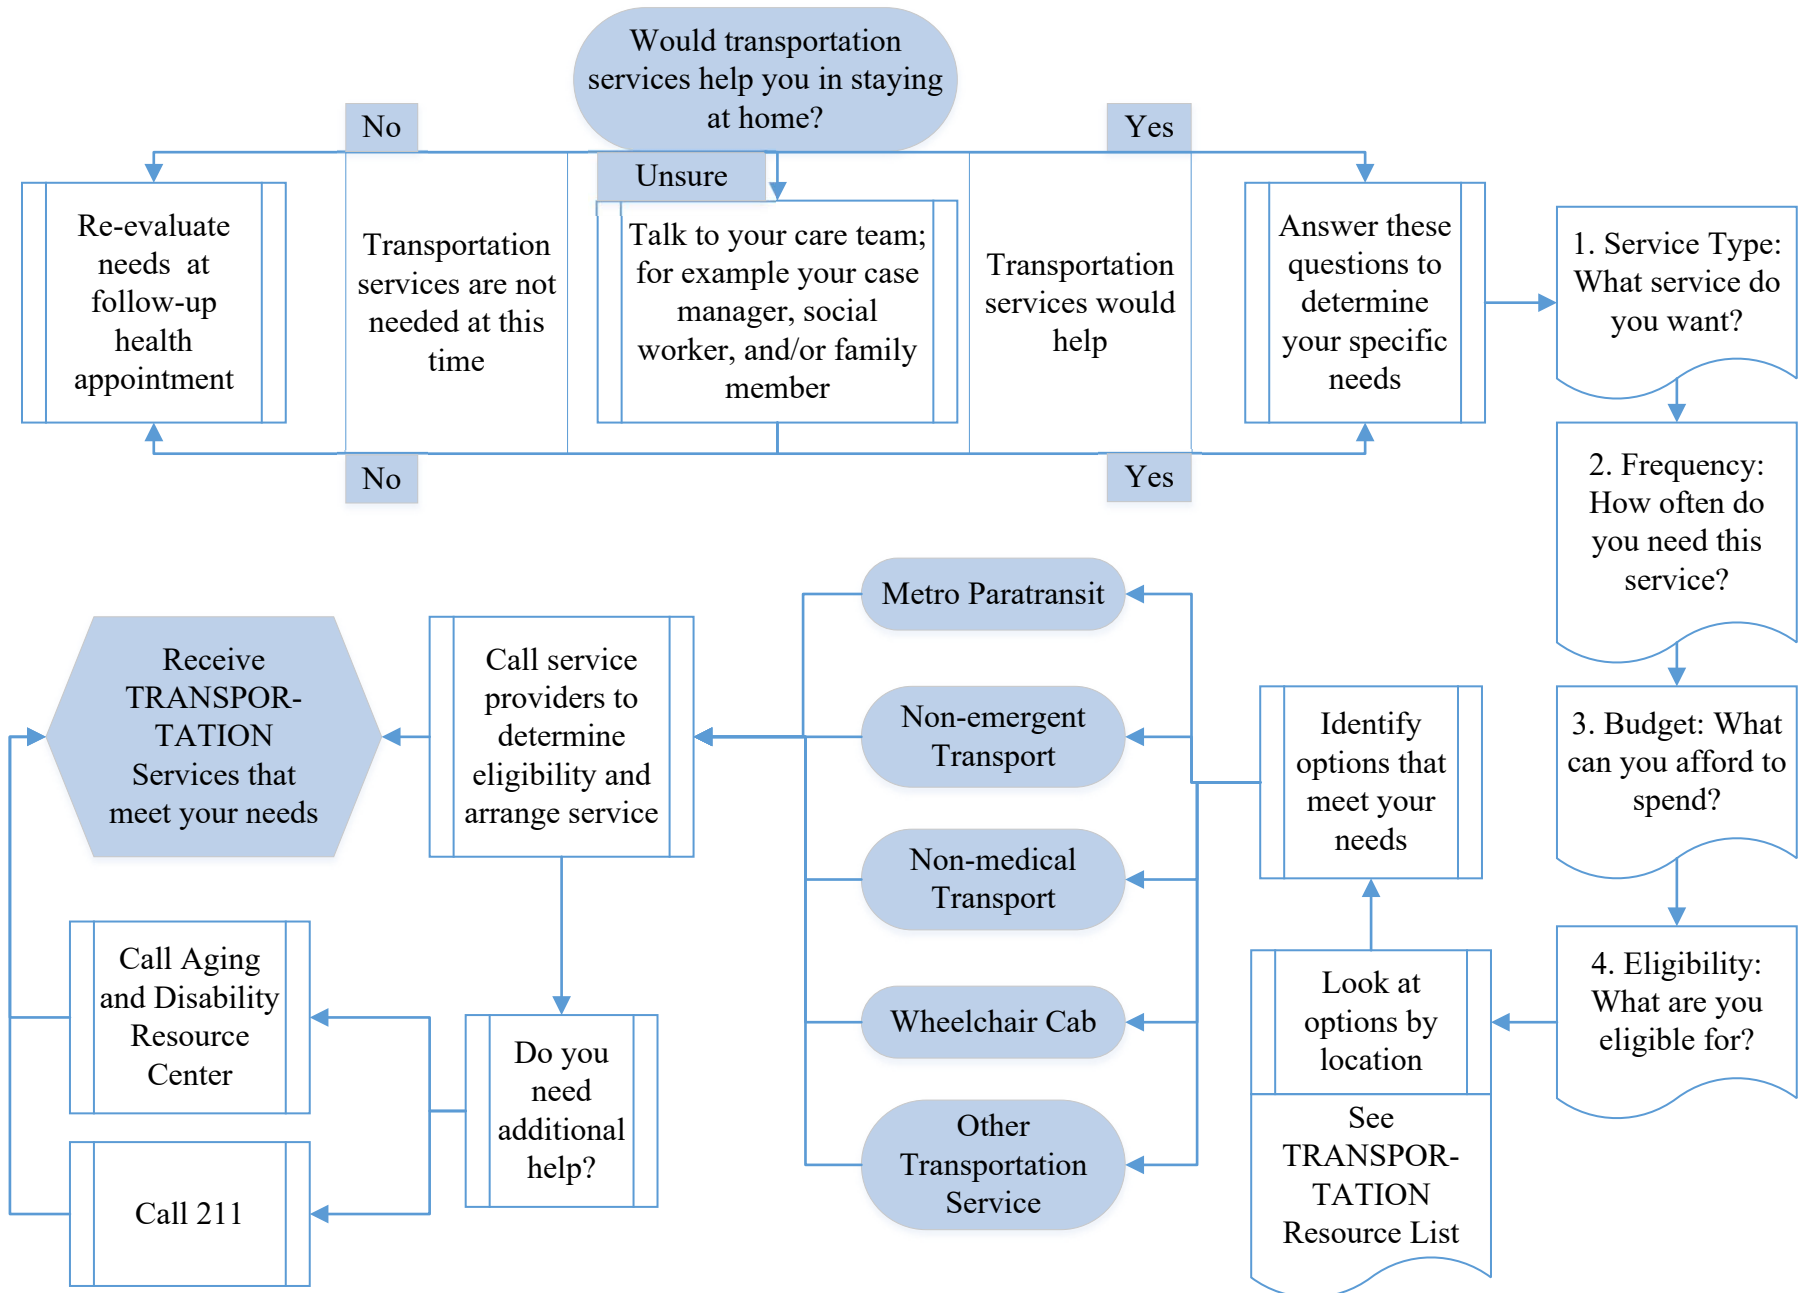 Would transportation
services help you in staying
at home?
No
Yes
Unsure
Re-evaluate
needs at
follow-up
health
appointment
Transportation
services are not
needed at this
time
Talk to your care team;
for example your case
manager, social
worker, and/or family
member
Transportation
services would
help
Answer these
questions to
determine
your specific
needs
1. Service Type:
What service do
you want?
No
Yes
2. Frequency:
How often do
you need this
service?
3. Budget: What
can you afford to
spend?
4. Eligibility:
What are you
eligible for?
Look at
options by
location
See
TRANSPOR-
TATION
Resource List
Identify
options that
meet your
needs
Metro Paratransit
Non-emergent
Transport
Non-medical
Transport
Wheelchair Cab
Other
Transportation
Service
Call service
providers to
determine
eligibility and
arrange service
Receive
TRANSPOR-
TATION
Services that
meet your needs
Do you
need
additional
help?
Call Aging
and Disability
Resource
Center
Call 211